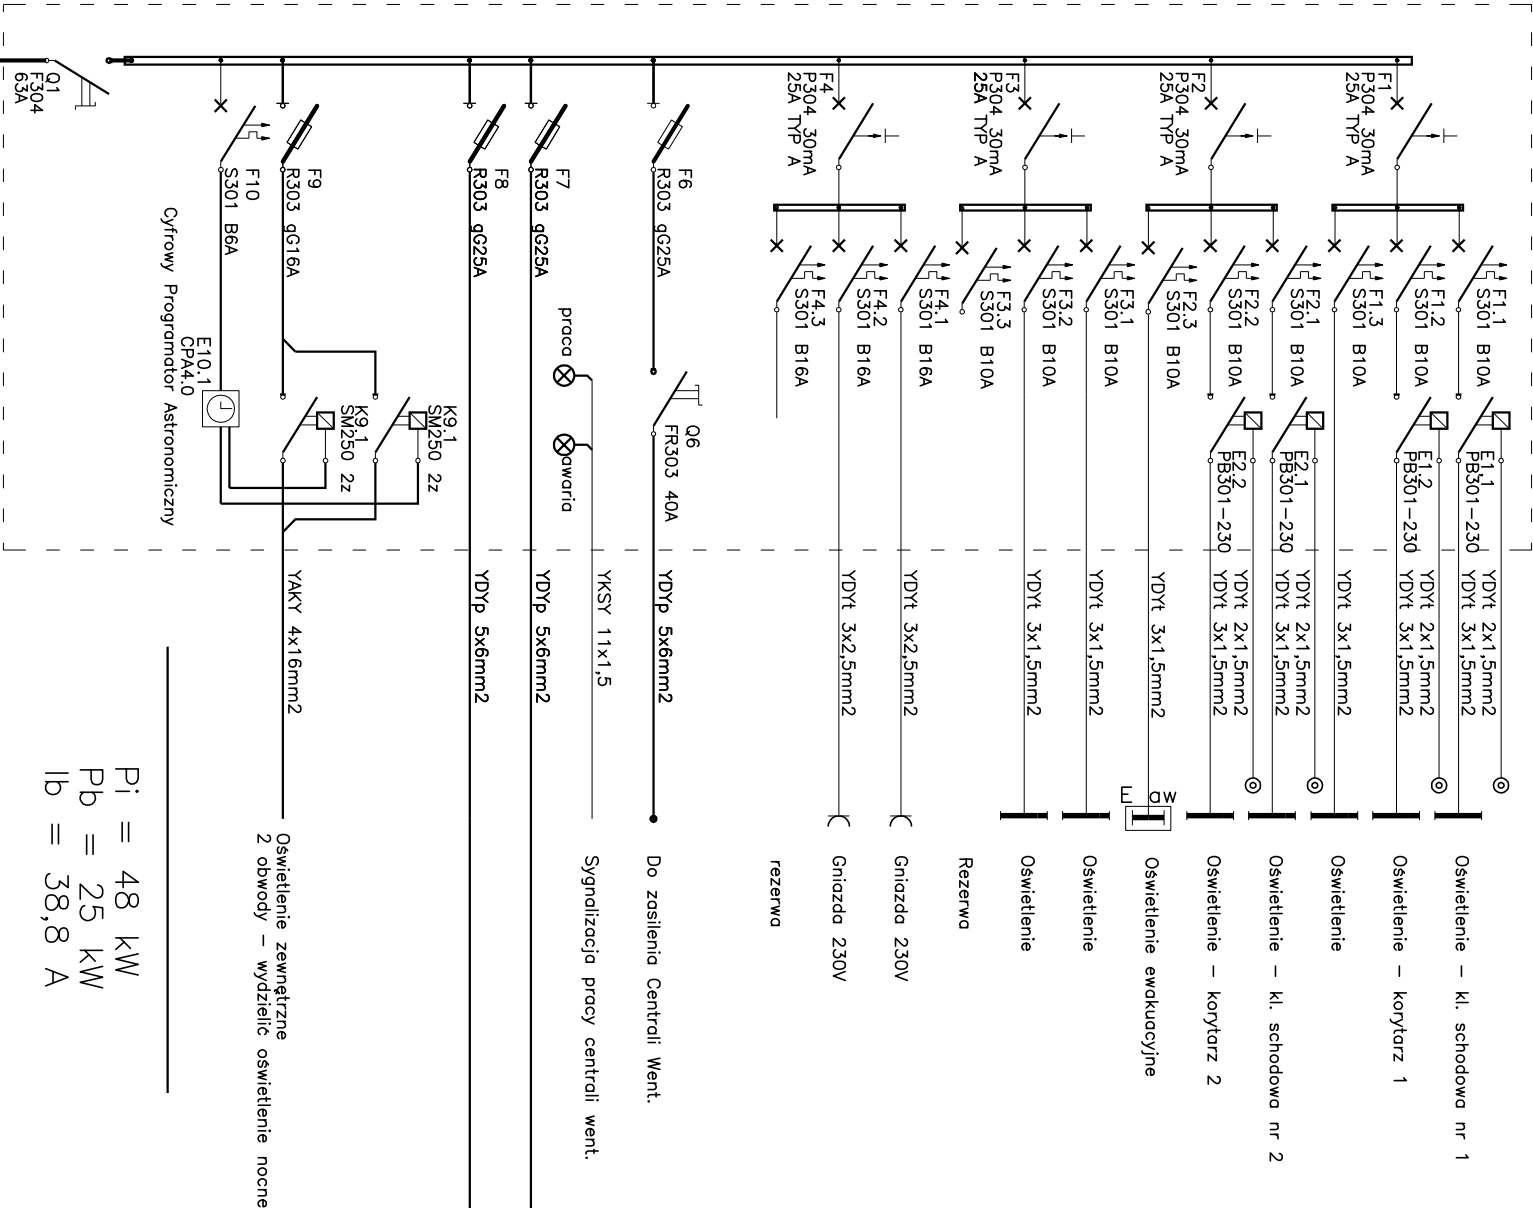 F1
P304 30mA
25A TYP A
F2
P304 30mA
25A TYP A
F3
P304 30mA
25A TYP A
F4
P304 30mA
25A TYP A
Q1
F304
63A
F6
R303 gG25A
F7
R303 gG25A
F8
R303 gG25A
F9
R303 gG16A
F10
S301 B6A
F1.1
S301 B10A
F1.2
S301 B10A
F1.3
S301 B10A
F2.1
S301 B10A
F2.2
S301 B10A
F2.3
S301 B10A
F3.1
S301 B10A
F3.2
S301 B10A
F3.3
S301 B10A
F4.1
S301 B16A
F4.2
S301 B16A
F4.3
S301 B16A
praca
awaria
Cyfrowy Programator Astronomiczny
E10.1
CPA4.0
K9.1
SM250 2z
K9.1
SM250 2z
Q6
FR303 40A
E1.1
PB301-230
E1.2
PB301-230
E2.1
PB301-230
E2.2
PB301-230
YDYt 2x1,5mm2
YDYt 3x1,5mm2
YDYt 2x1,5mm2
YDYt 3x1,5mm2
YDYt 3x1,5mm2
YDYt 2x1,5mm2
YDYt 3x1,5mm2
YDYt 2x1,5mm2
YDYt 3x1,5mm2
YDYt 3x1,5mm2
YDYt 3x1,5mm2
YDYt 3x1,5mm2
YDYt 3x2,5mm2
YDYt 3x2,5mm2
YDYp 5x6mm2
YKSY 11x1,5
YDYp 5x6mm2
YDYp 5x6mm2
YAKY 4x16mm2
E aw
Oświetlenie - kl. schodowa nr 1
Oświetlenie - korytarz 1
Oświetlenie
Oświetlenie - kl. schodowa nr 2
Oświetlenie - korytarz 2
Oświetlenie ewakuacyjne
Oświetlenie
Oświetlenie
Rezerwa
Gniazda 230V
Gniazda 230V
rezerwa
Do zasilenia Centrali Went.
Sygnalizacja pracy centrali went.
Oświetlenie zewnętrzne
2 obwody - wydzielić oświetlenie nocne
Pi = 48 kW
Pb = 25 kW
Ib = 38,8 A